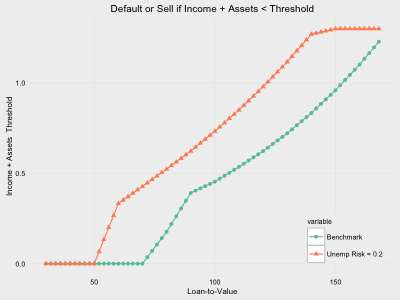 Default or Sell if Income + Assets < Threshold
Income + Assets Threshold
1.0
0.5
0.0
50
100
150
Loan-to-Value
variable
Benchmark
Unemp Risk = 0.2